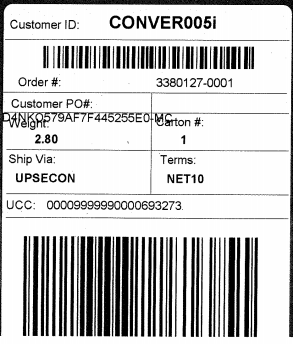 Customer ID: CONVER005i
Order #: 3380127-0001
Customer PO#:
D4NKO579AF7F445255E0-MC
Weight: Carton #:
2.80 1
Ship Via: Terms:
UPSECON NET10
UCC: 00009999990000693273